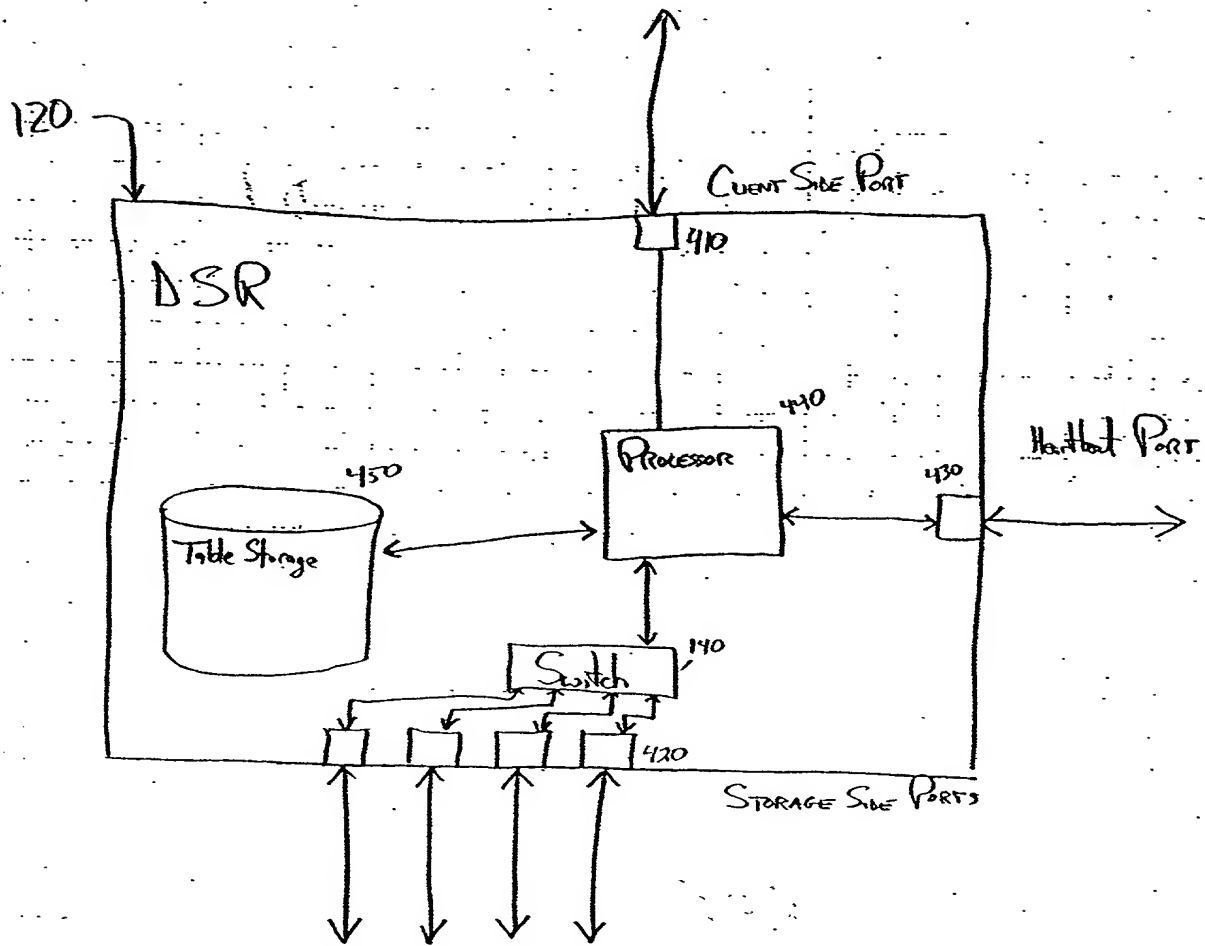 120
CLIENT SIDE PORT
410
DSR
440
PROCESSOR
Heartbeat PORT
450
430
Table Storage
140
Switch
420
STORAGE SIDE PORTS